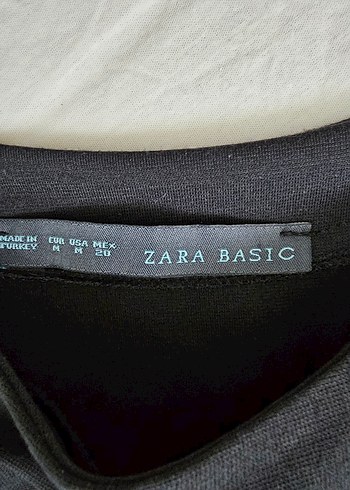 MADE IN TURKEY
EUR USA MEX
M M 20
ZARA BASIC